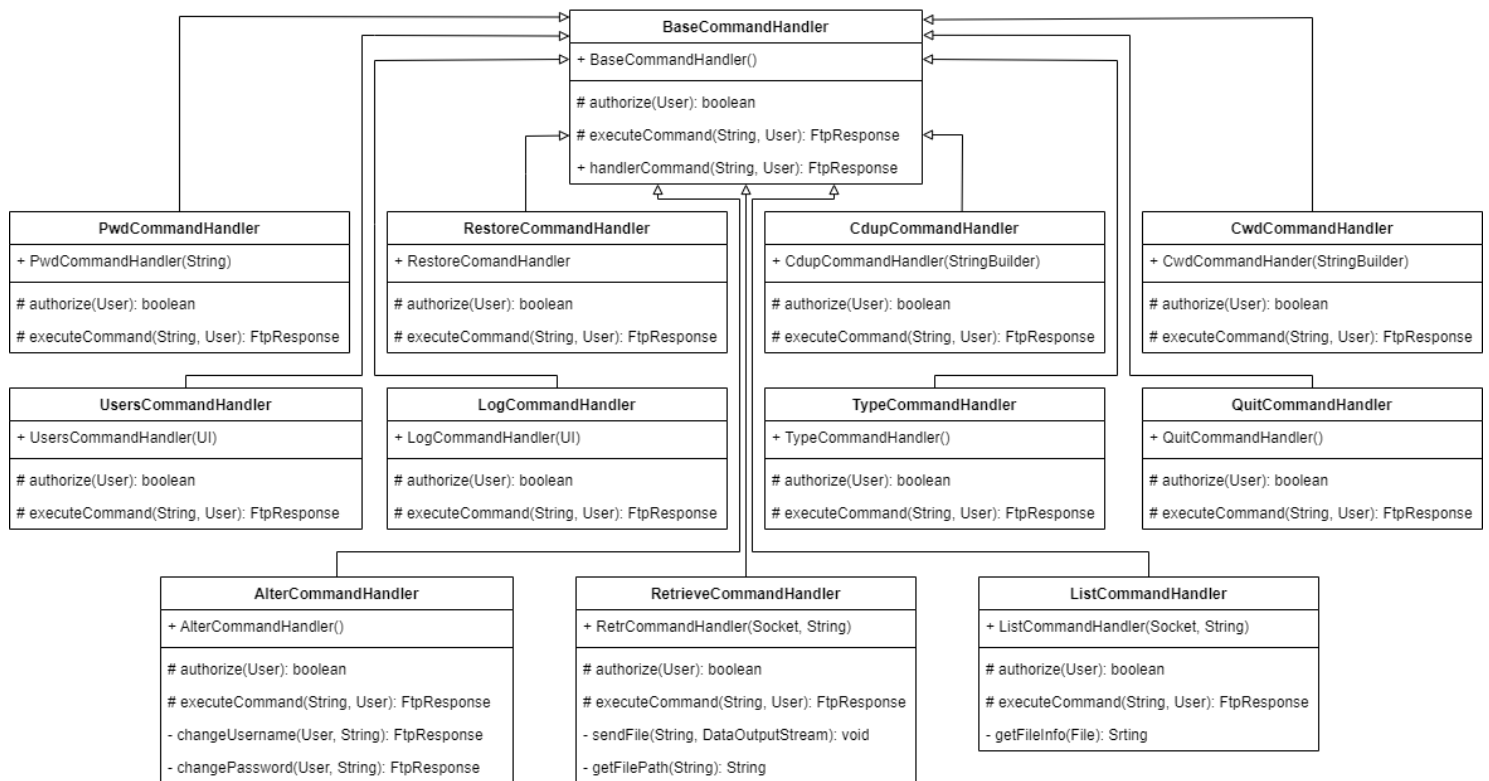 BaseCommandHandler
+ BaseCommandHandler()
# authorize(User): boolean
# executeCommand(String, User): FtpResponse
+ handlerCommand(String, User): FtpResponse
PwdCommandHandler
+ PwdCommandHandler(String)
# authorize(User): boolean
# executeCommand(String, User): FtpResponse
RestoreCommandHandler
+ RestoreComandHandler
# authorize(User): boolean
# executeCommand(String, User): FtpResponse
CdupCommandHandler
+ CdupCommandHandler(StringBuilder)
# authorize(User): boolean
# executeCommand(String, User): FtpResponse
CwdCommandHandler
+ CwdCommandHander(StringBuilder)
# authorize(User): boolean
# executeCommand(String, User): FtpResponse
UsersCommandHandler
+ UsersCommandHandler(UI)
# authorize(User): boolean
# executeCommand(String, User): FtpResponse
LogCommandHandler
+ LogCommandHandler(UI)
# authorize(User): boolean
# executeCommand(String, User): FtpResponse
TypeCommandHandler
+ TypeCommandHandler()
# authorize(User): boolean
# executeCommand(String, User): FtpResponse
QuitCommandHandler
+ QuitCommandHandler()
# authorize(User): boolean
# executeCommand(String, User): FtpResponse
AlterCommandHandler
+ AlterCommandHandler()
# authorize(User): boolean
# executeCommand(String, User): FtpResponse
- changeUsername(User, String): FtpResponse
- changePassword(User, String): FtpResponse
RetrieveCommandHandler
+ RetrCommandHandler(Socket, String)
# authorize(User): boolean
# executeCommand(String, User): FtpResponse
- sendFile(String, DataOutputStream): void
- getFilePath(String): String
ListCommandHandler
+ ListCommandHandler(Socket, String)
# authorize(User): boolean
# executeCommand(String, User): FtpResponse
- getFileInfo(File): Srting